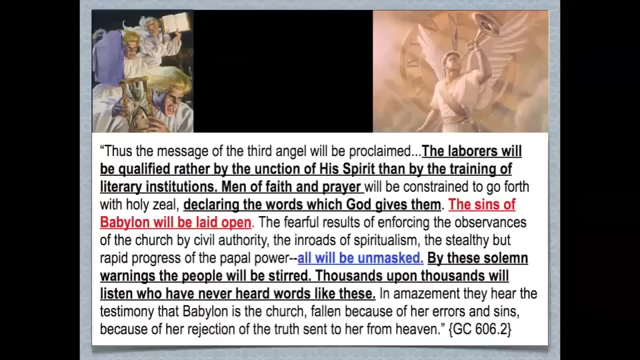 “Thus the message of the third angel will be proclaimed...The laborers will
be qualified rather by the unction of His Spirit than by the training of
literary institutions. Men of faith and prayer will be constrained to go forth
with holy zeal, declaring the words which God gives them. The sins of
Babylon will be laid open. The fearful results of enforcing the observances
of the church by civil authority, the inroads of spiritualism, the stealthy but
rapid progress of the papal power--all will be unmasked. By these solemn
warnings the people will be stirred. Thousands upon thousands will
listen who have never heard words like these. In amazement they hear the
testimony that Babylon is the church, fallen because of her errors and sins,
because of her rejection of the truth sent to her from heaven.” {GC 606.2}